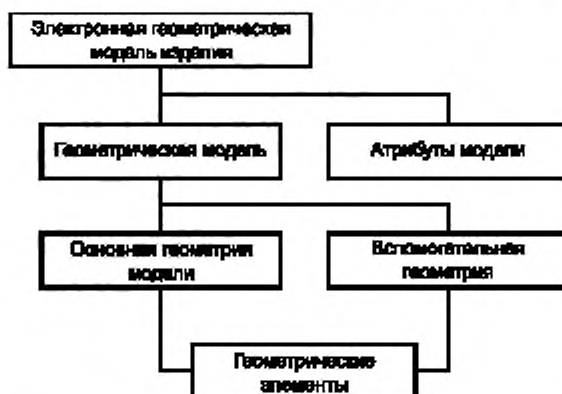 Электронная геометрическая
модель изделия
Геометрическая модель
Атрибуты модели
Основная геометрия
модели
Вспомогательная
геометрия
Геометрические
элементы